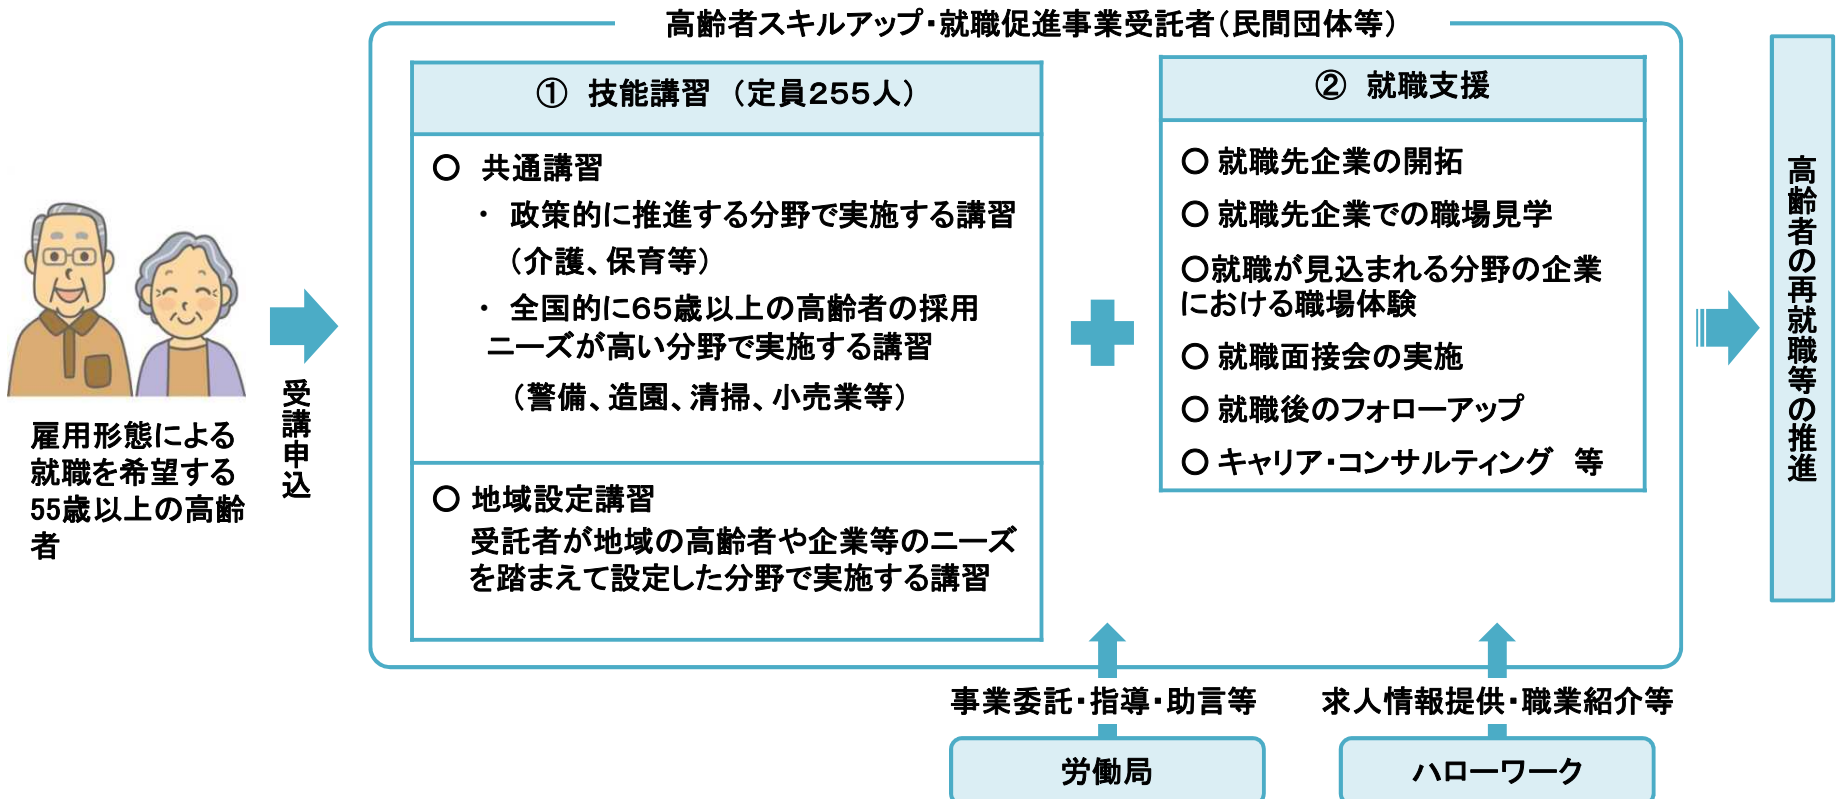 高齢者スキルアップ・就職促進事業受託者（民間団体等）
雇用形態による
就職を希望する
55歳以上の高齢
者
受講申込
① 技能講習 （定員２５５人）
○ 共通講習
・ 政策的に推進する分野で実施する講習
（介護、保育等）
・ 全国的に６５歳以上の高齢者の採用
ニーズが高い分野で実施する講習
（警備、造園、清掃、小売業等）
○ 地域設定講習
受託者が地域の高齢者や企業等のニーズ
を踏まえて設定した分野で実施する講習
② 就職支援
○ 就職先企業の開拓
○ 就職先企業での職場見学
○就職が見込まれる分野の企業
における職場体験
○ 就職面接会の実施
○ 就職後のフォローアップ
○ キャリア・コンサルティング 等
高齢者の再就職等の推進
事業委託・指導・助言等
労働局
求人情報提供・職業紹介等
ハローワーク